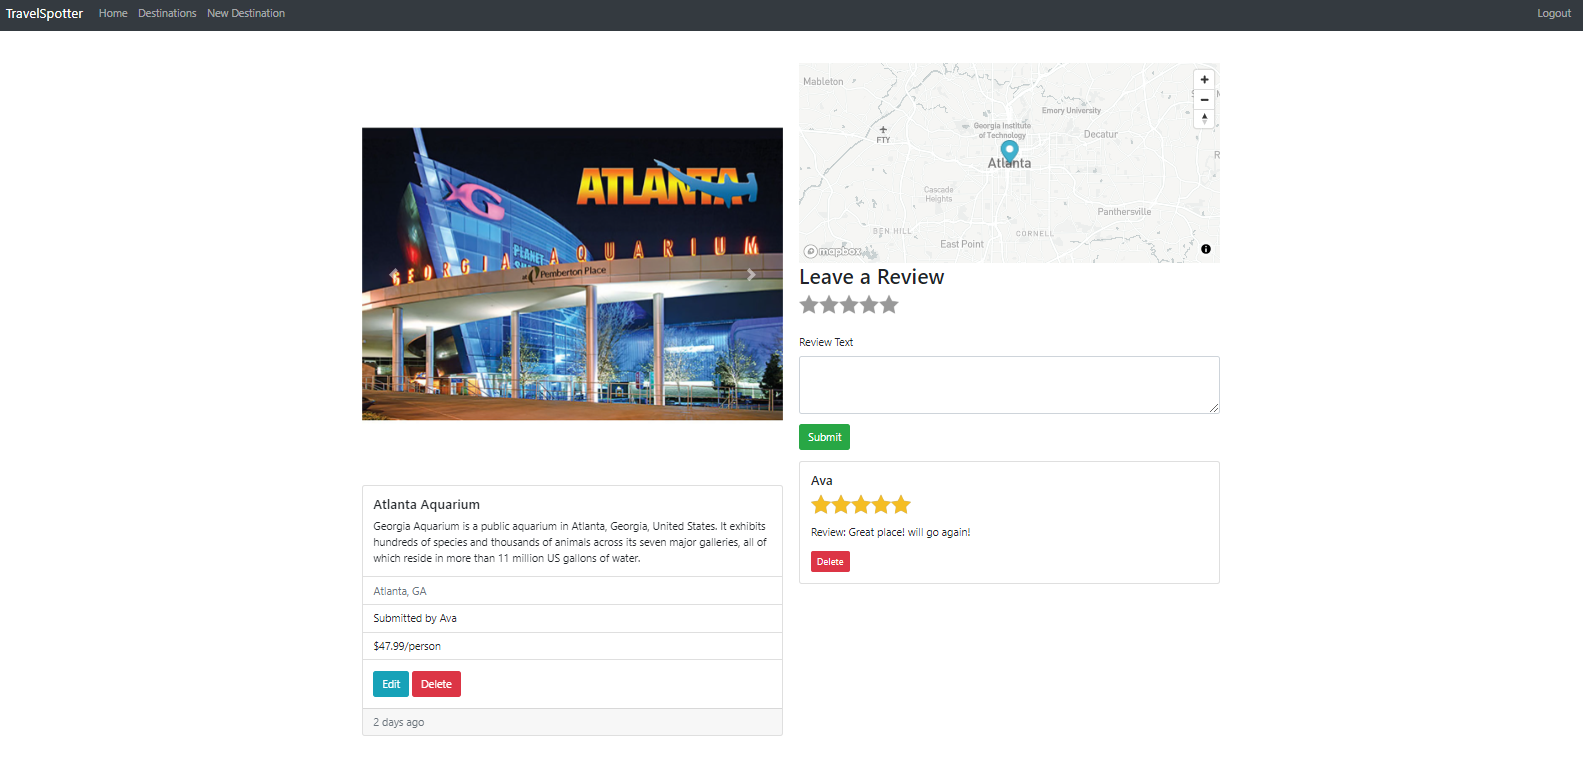 TravelSpotter Home Destinations New Destination Logout
ATLANTA
G
PLANET
GEORGIA AQUARIUM
at Pemberton Place
Mableton
Emory University
Georgia Institute
of Technology
Decatur
FTY
Atlanta
Cascade
Heights
Panthersville
BEN HILL
CORNELL
East Point
mapbox
Leave a Review
Review Text
Submit
Ava
Review: Great place! will go again!
Delete
Atlanta Aquarium
Georgia Aquarium is a public aquarium in Atlanta, Georgia, United States. It exhibits
hundreds of species and thousands of animals across its seven major galleries, all of
which reside in more than 11 million US gallons of water.
Atlanta, GA
Submitted by Ava
$47.99/person
Edit Delete
2 days ago